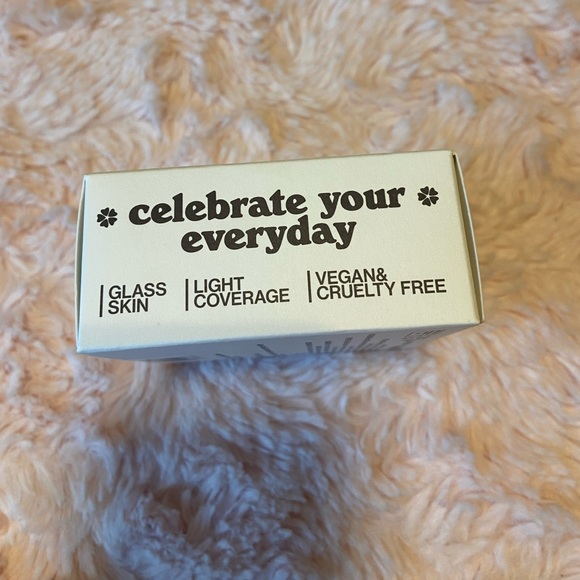 celebrate your
everyday
GLASS
SKIN
LIGHT
COVERAGE
VEGAN&
CRUELTY FREE